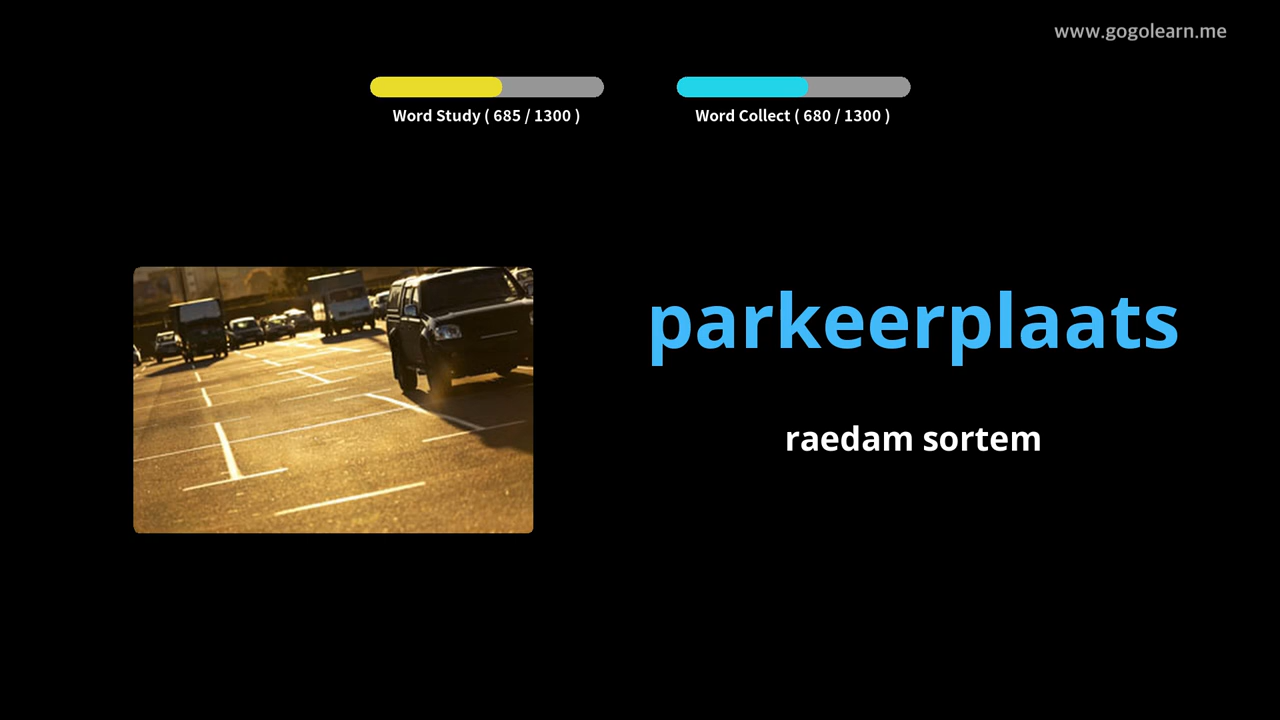 www.gogolearn.me
Word Study ( 685 / 1300 )
Word Collect ( 680 / 1300 )
parkeerplaats
raedam sortem